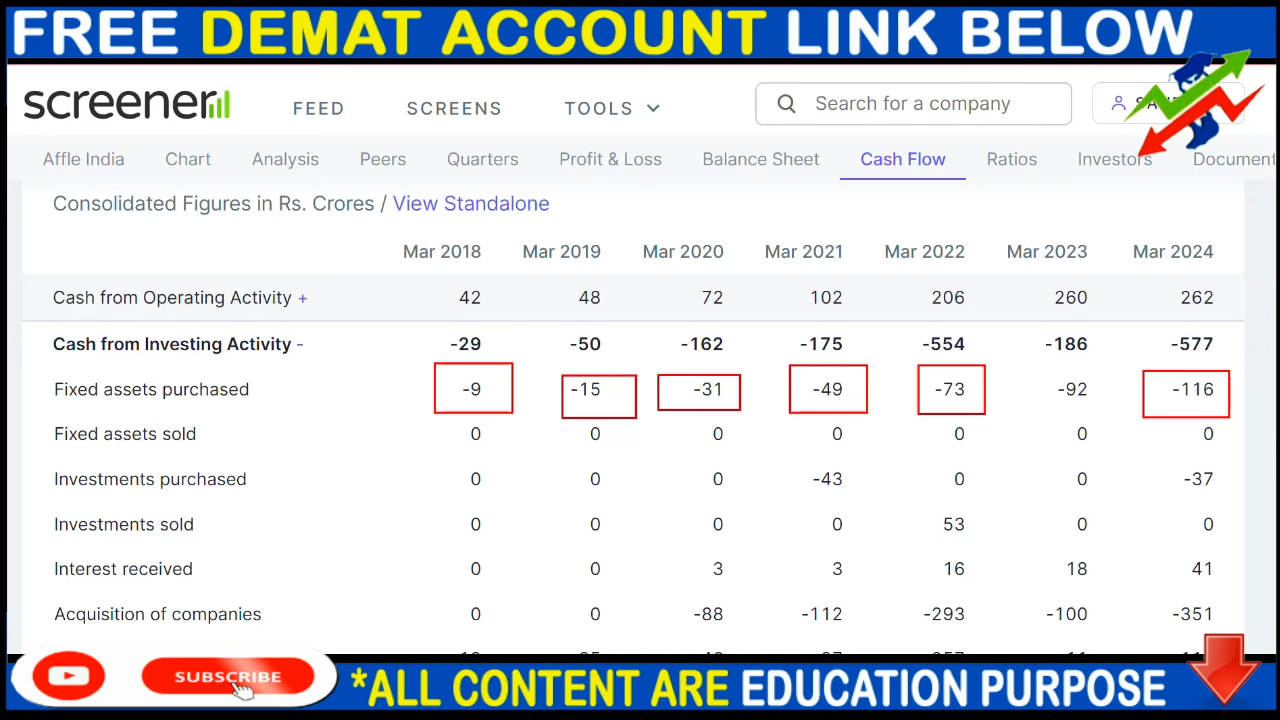 FREE DEMAT ACCOUNT LINK BELOW
screener
FEED SCREENS TOOLS Search for a company
Affle India Chart Analysis Peers Quarters Profit & Loss Balance Sheet Cash Flow Ratios Investors Document
Consolidated Figures in Rs. Crores / View Standalone
Mar 2018 Mar 2019 Mar 2020 Mar 2021 Mar 2022 Mar 2023 Mar 2024
Cash from Operating Activity + 42 48 72 102 206 260 262
Cash from Investing Activity - -29 -50 -162 -175 -554 -186 -577
Fixed assets purchased -9 -15 -31 -49 -73 -92 -116
Fixed assets sold 0 0 0 0 0 0 0
Investments purchased 0 0 0 -43 0 0 -37
Investments sold 0 0 0 0 53 0 0
Interest received 0 0 3 3 16 18 41
Acquisition of companies 0 0 -88 -112 -293 -100 -351
SUBSCRIBE
*ALL CONTENT ARE EDUCATION PURPOSE